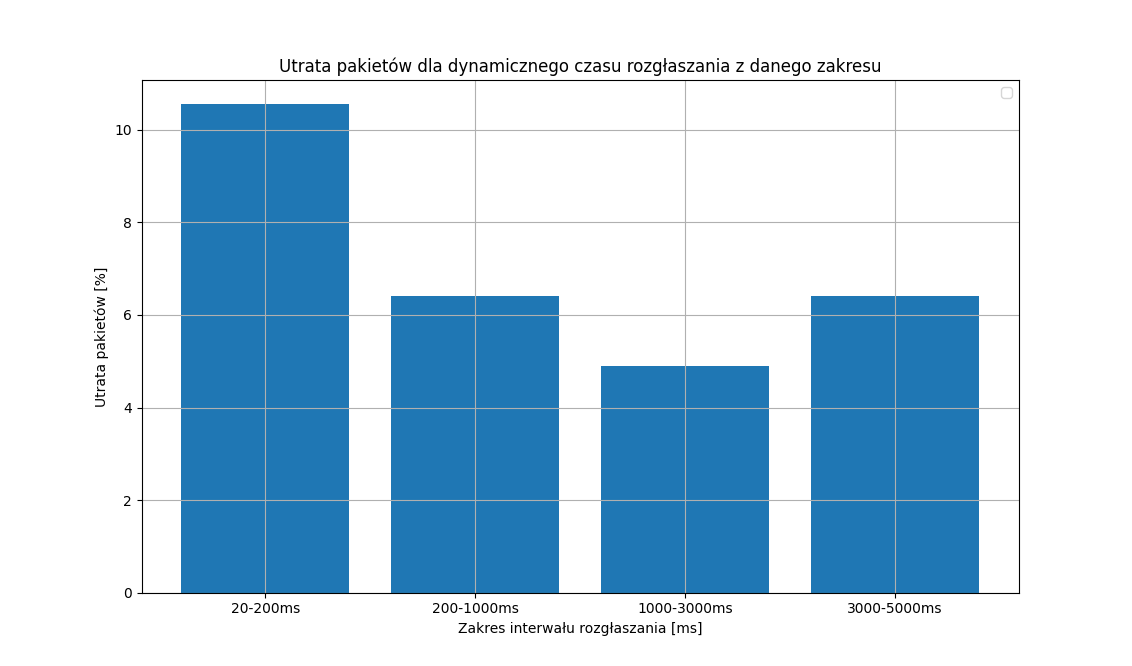 Utrata pakietów dla dynamicznego czasu rozgłaszania z danego zakresu
10
8
6
4
2
0
Utrata pakietów [%]
20-200ms
200-1000ms
1000-3000ms
3000-5000ms
Zakres interwału rozgłaszania [ms]